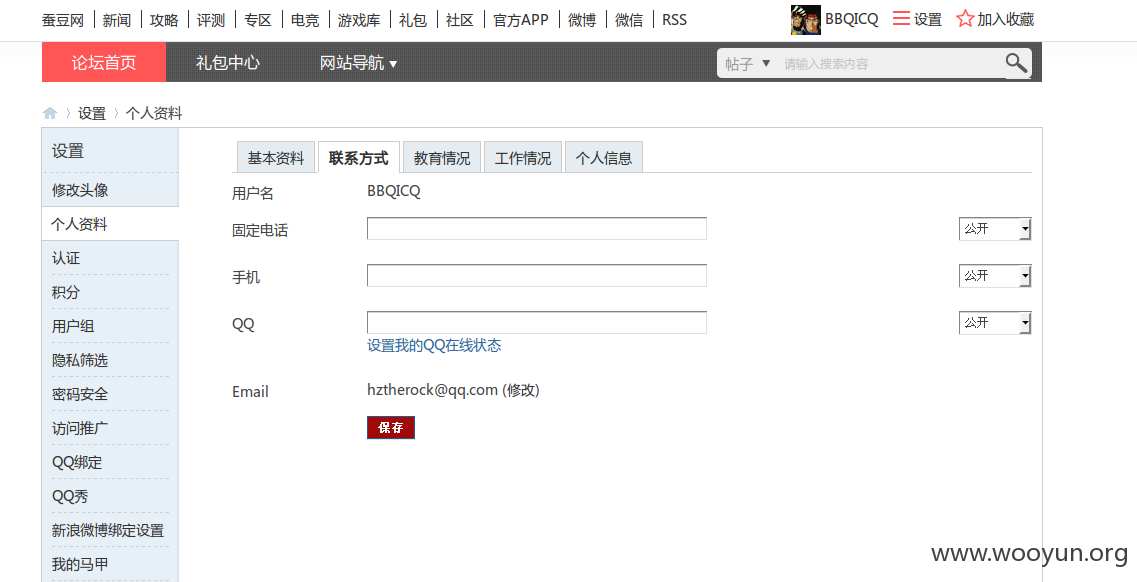 蚕豆网 新闻 攻略 评测 专区 电竞 游戏库 礼包 社区 官方APP 微博 微信 RSS BBQICQ 设置 加入收藏
论坛首页 礼包中心 网站导航 帖子 请输入搜索内容
设置 个人资料
设置
修改头像
个人资料
认证
积分
用户组
隐私筛选
密码安全
访问推广
QQ绑定
QQ秀
新浪微博绑定设置
我的马甲
基本资料 联系方式 教育情况 工作情况 个人信息
用户名 BBQICQ
固定电话 公开
手机 公开
QQ 公开
设置我的QQ在线状态
Email hztherock@qq.com (修改)
保存
www.wooyun.org